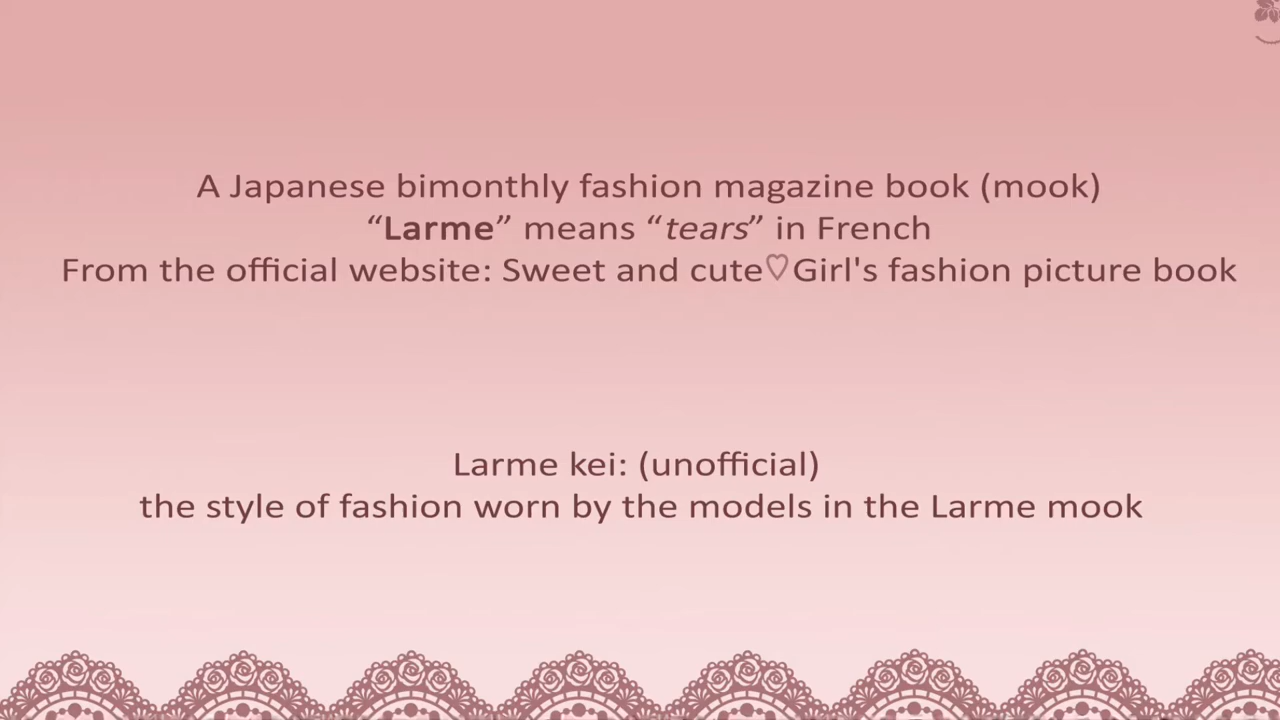 A Japanese bimonthly fashion magazine book (mook)
“Larme” means “tears” in French
From the official website: Sweet and cute♡Girl's fashion picture book
Larme kei: (unofficial)
the style of fashion worn by the models in the Larme mook